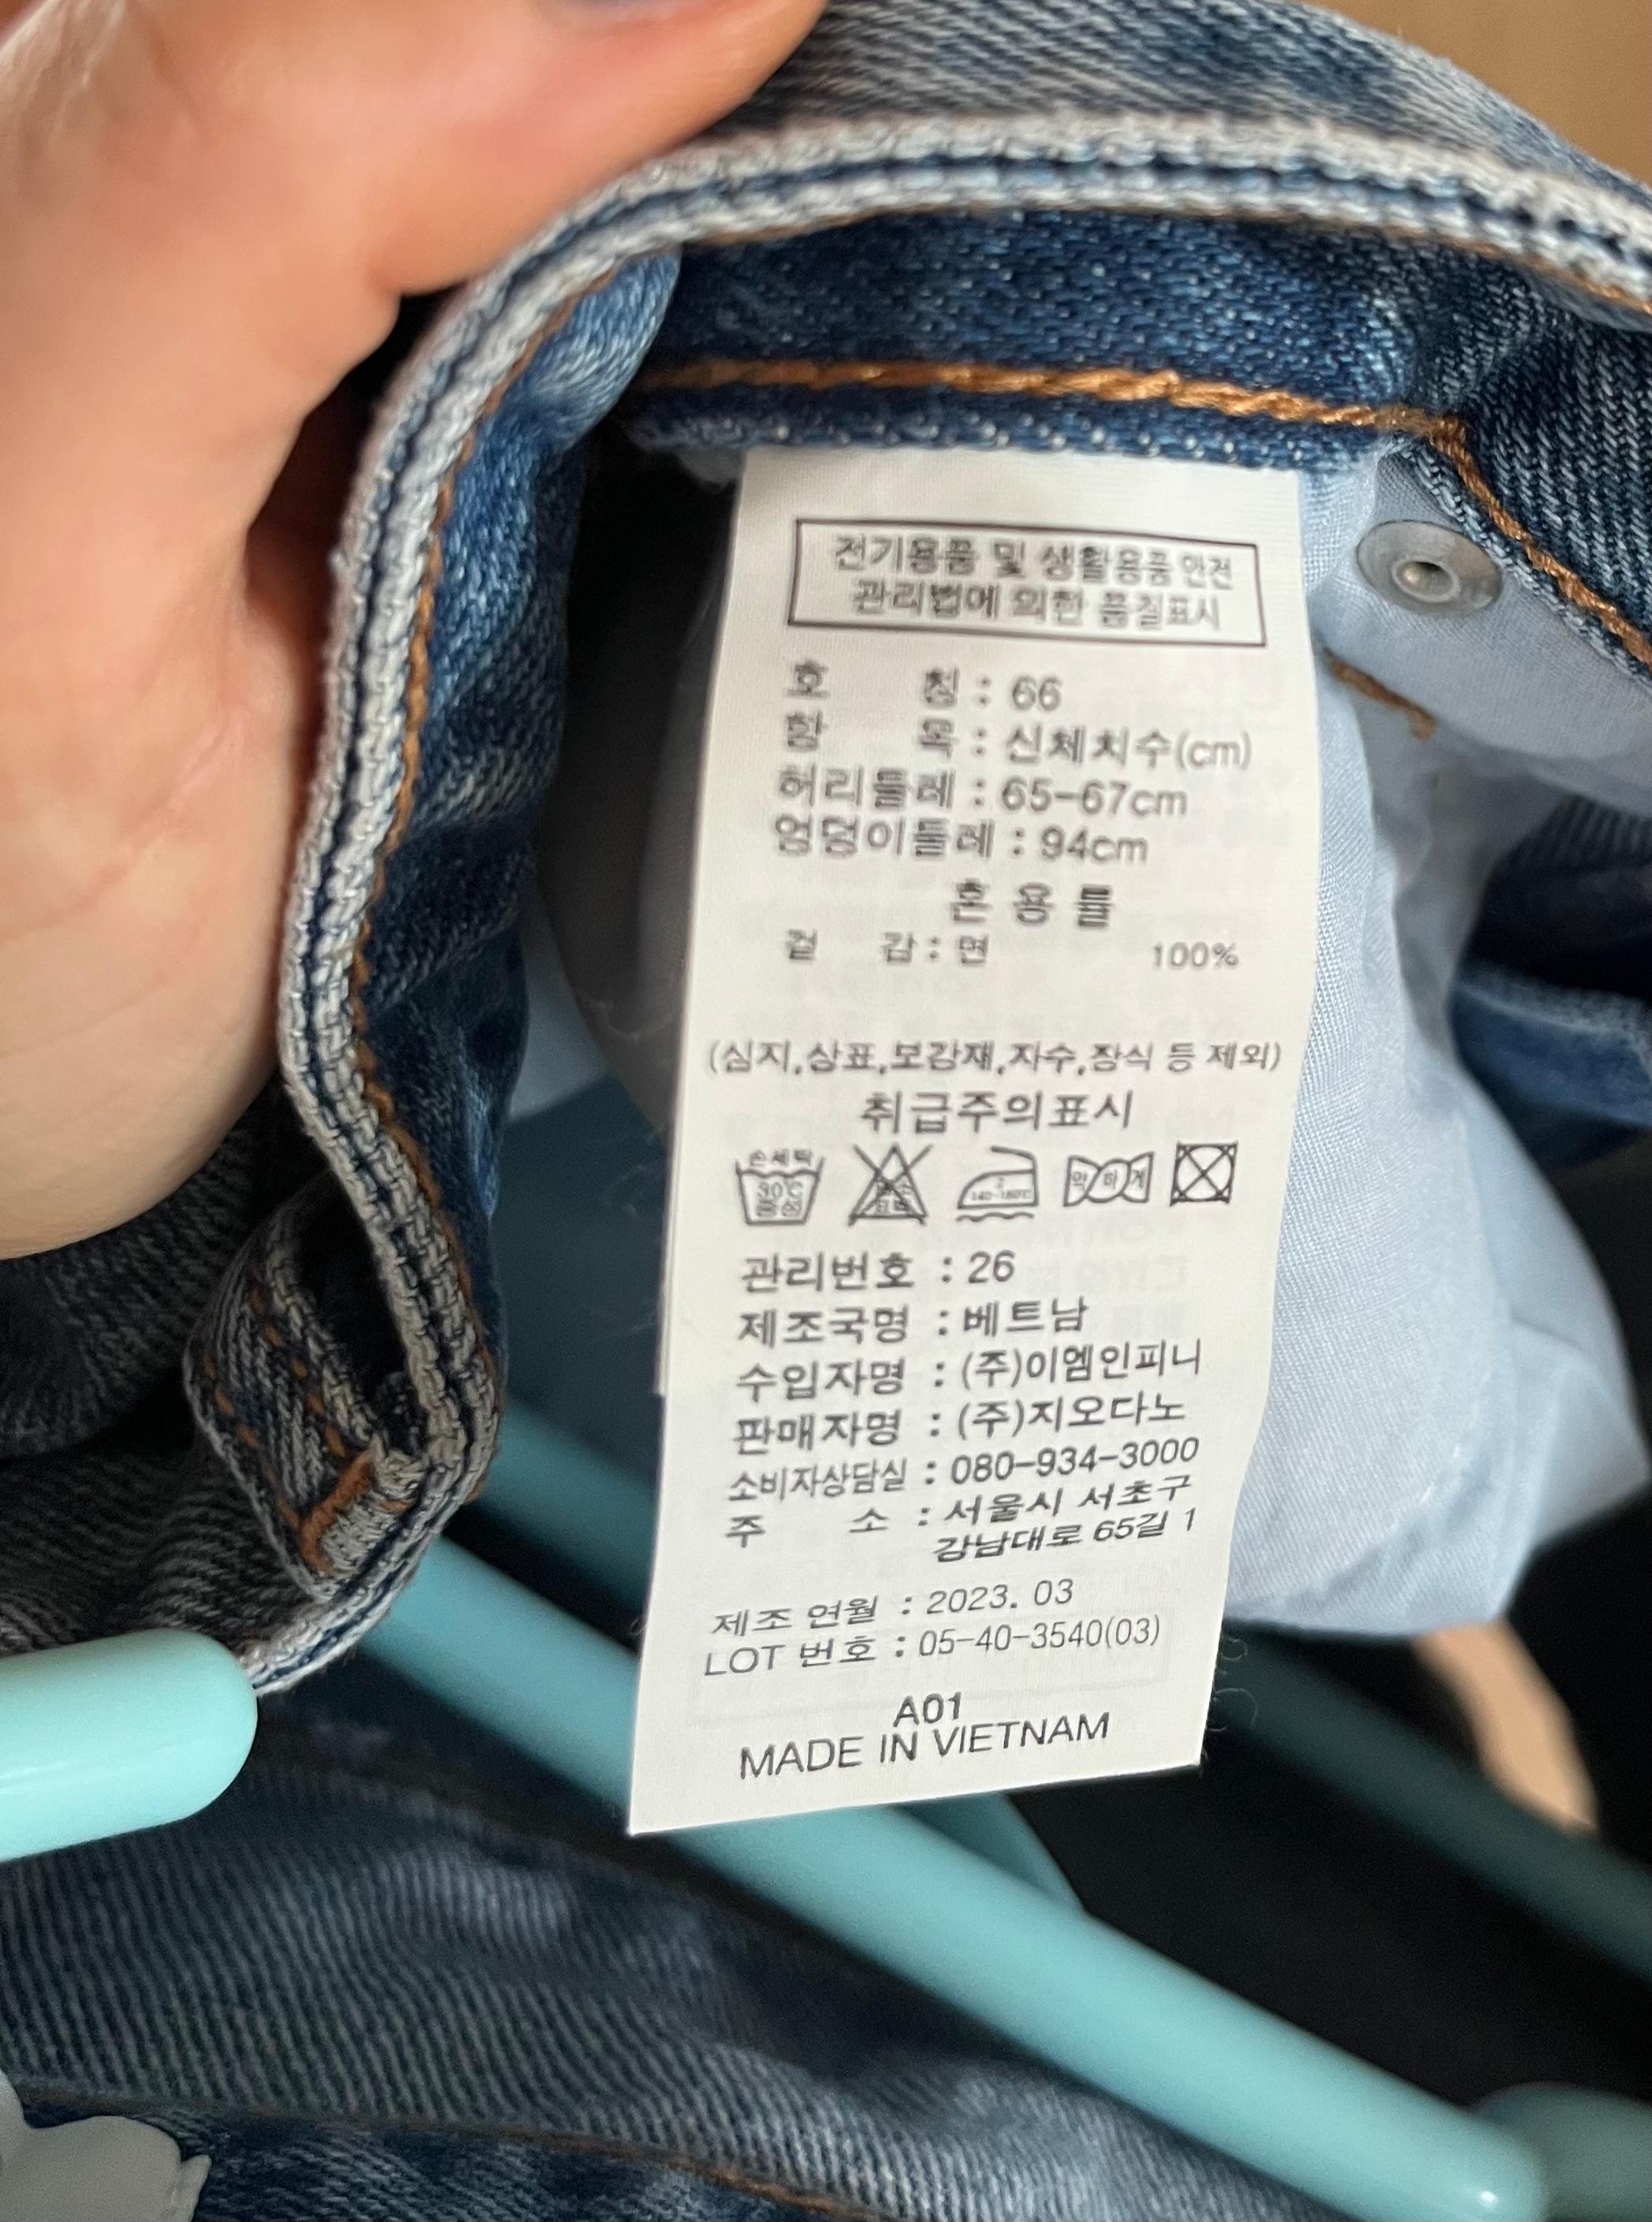 전기용품 및 생활용품 안전
관리법에 의한 품질표시
호 칭 : 66
항 목 : 신체치수(cm)
허리둘레 : 65-67cm
엉덩이둘레 : 94cm
혼 용 률
겉 감 : 면 100%
(심지,상표,보강재,자수,장식 등 제외)
취급주의표시
손세탁
30℃
약하게
관리번호 : 26
제조국명 : 베트남
수입자명 : (주)이엠인피니
판매자명 : (주)지오다노
소비자상담실 : 080-934-3000
주 소 : 서울시 서초구
강남대로 65길 1
제조 연월 : 2023. 03
LOT 번호 : 05-40-3540(03)
A01
MADE IN VIETNAM